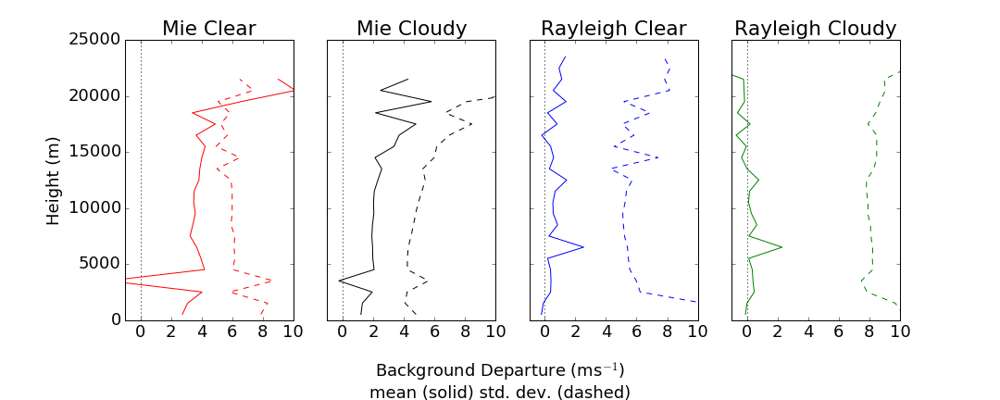 Mie Clear Mie Cloudy Rayleigh Clear Rayleigh Cloudy
25000
20000
15000
10000
5000
0
Height (m)
0 2 4 6 8 10 0 2 4 6 8 10 0 2 4 6 8 10 0 2 4 6 8 10
Background Departure (ms⁻¹)
mean (solid) std. dev. (dashed)